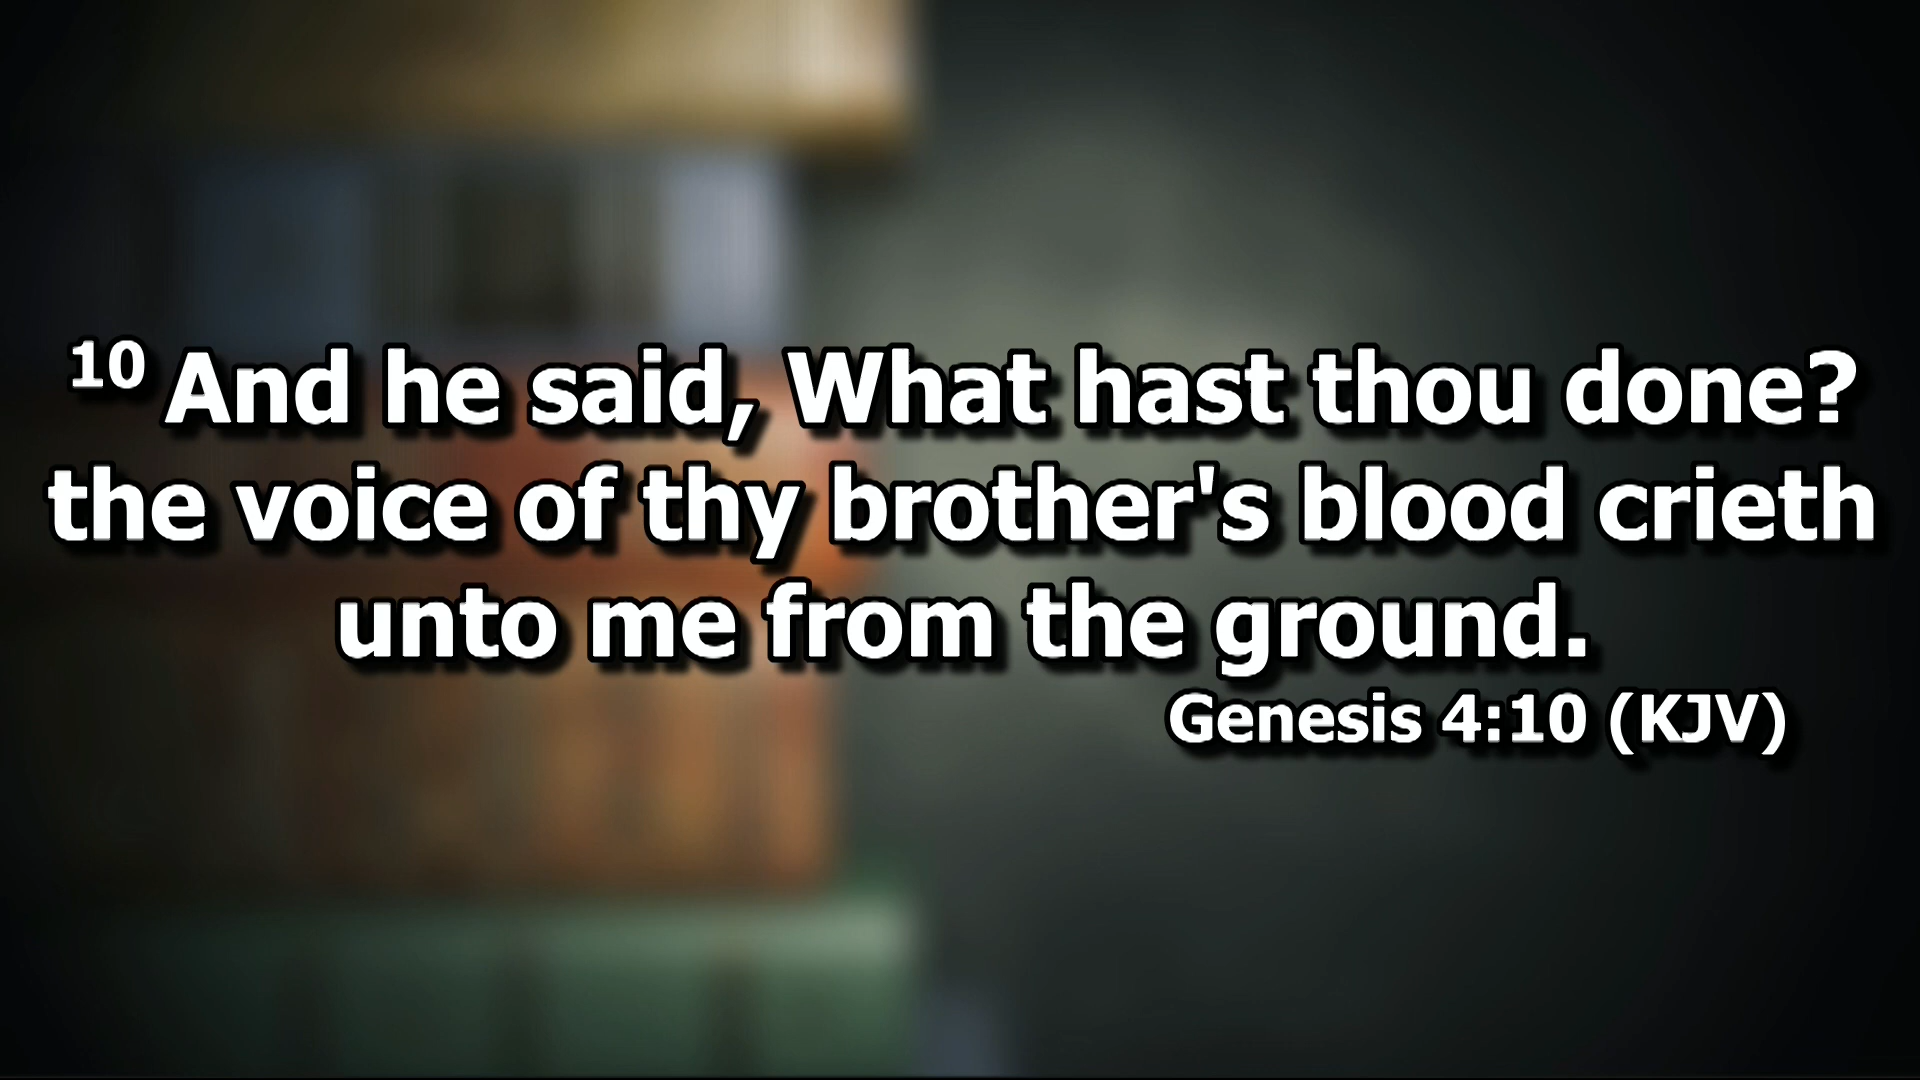 10 And he said, What hast thou done?
the voice of thy brother's blood crieth
unto me from the ground.
Genesis 4:10 (KJV)